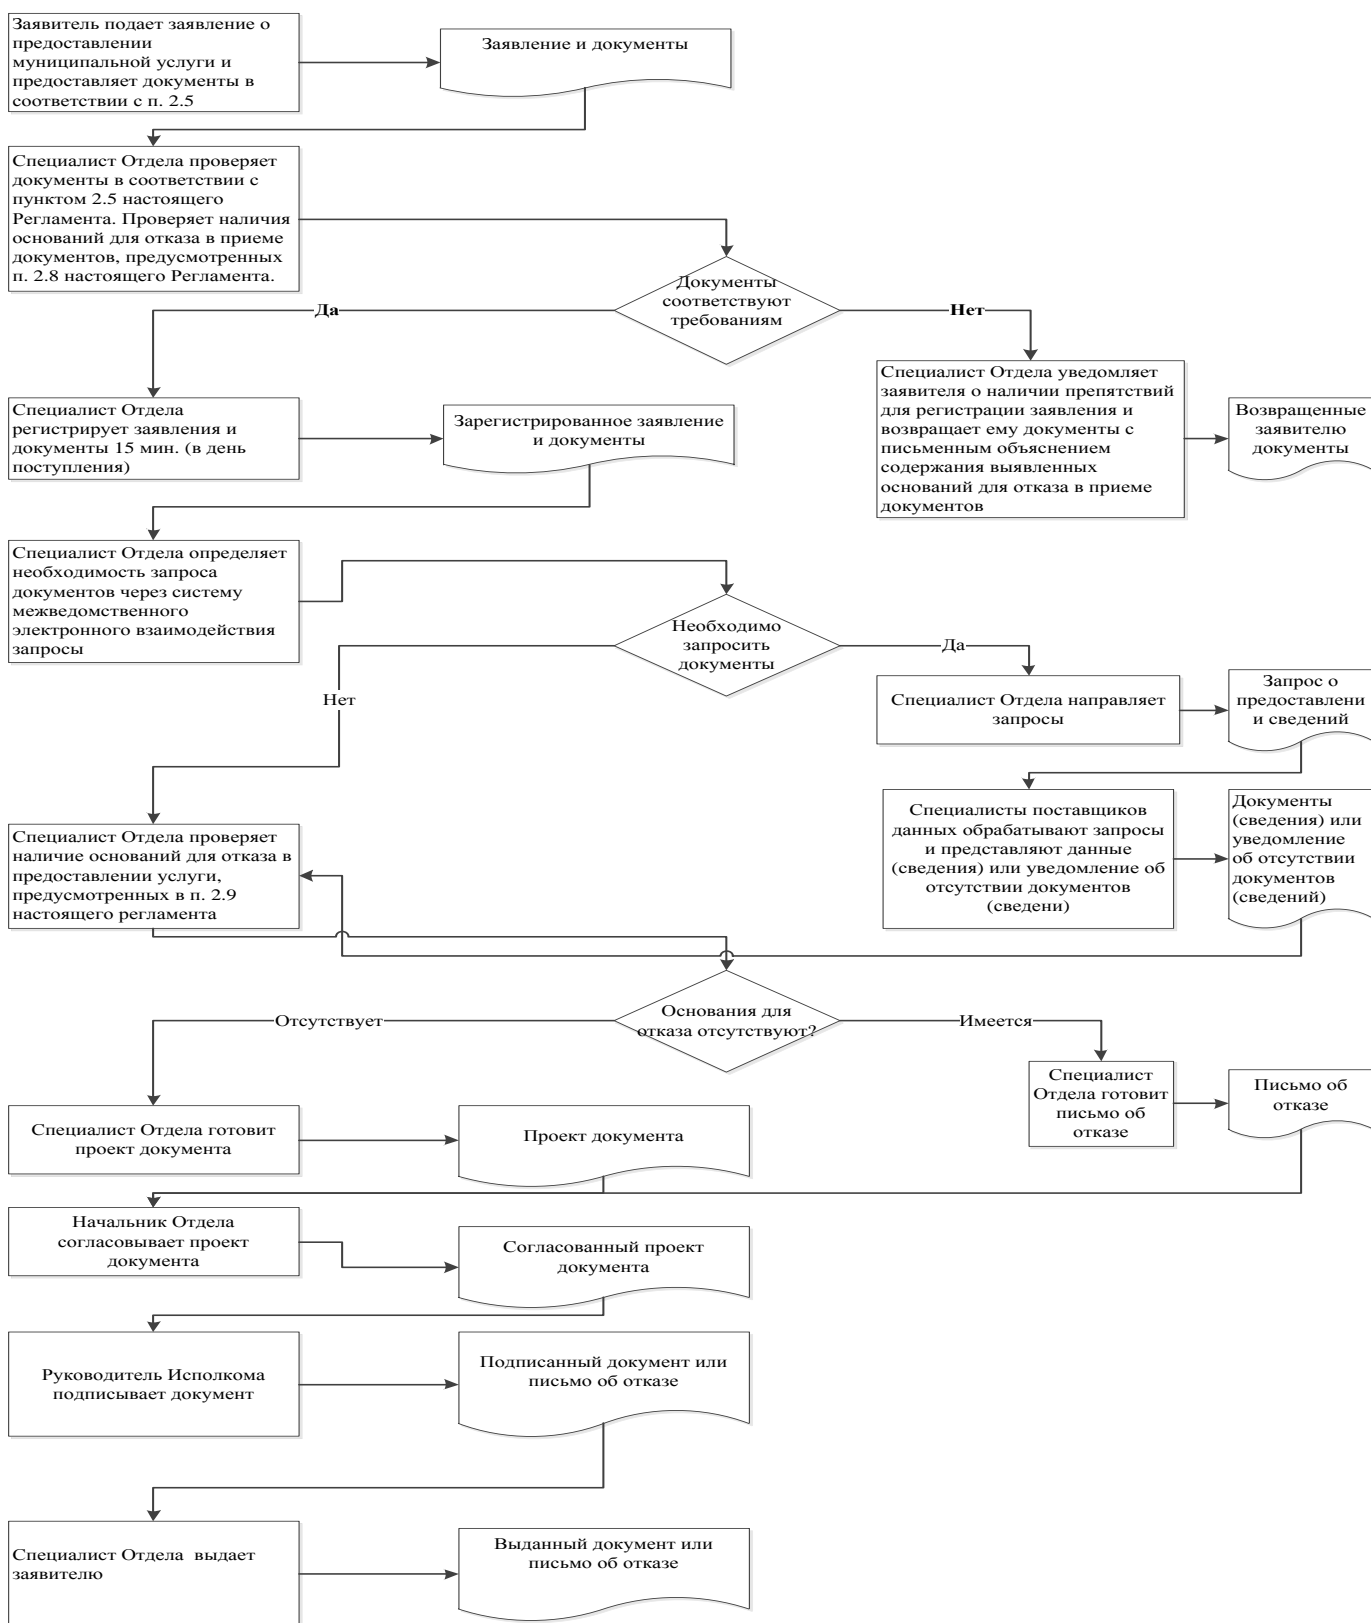 Заявитель подает заявление о
предоставлении
муниципальной услуги и
предоставляет документы в
соответствии с п. 2.5
Заявление и документы
Специалист Отдела проверяет
документы в соответствии с
пунктом 2.5 настоящего
Регламента. Проверяет наличия
оснований для отказа в приеме
документов, предусмотренных
п. 2.8 настоящего Регламента.
Документы
соответствуют
требованиям
Да
Нет
Специалист Отдела
регистрирует заявления и
документы 15 мин. (в день
поступления)
Зарегистрированное заявление
и документы
Специалист Отдела уведомляет
заявителя о наличии препятствий
для регистрации заявления и
возвращает ему документы с
письменным объяснением
содержания выявленных
оснований для отказа в приеме
документов
Возвращенные
заявителю
документы
Специалист Отдела определяет
необходимость запроса
документов через систему
межведомственного
электронного взаимодействия
запросы
Необходимо
запросить
документы
Да
Нет
Специалист Отдела направляет
запросы
Запрос о
предоставлени
и сведений
Специалисты поставщиков
данных обрабатывают запросы
и представляют данные
(сведения) или уведомление об
отсутствии документов
(сведени)
Документы
(сведения) или
уведомление
об отсутствии
документов
(сведений)
Специалист Отдела проверяет
наличие оснований для отказа в
предоставлении услуги,
предусмотренных в п. 2.9
настоящего регламента
Основания для
отказа отсутствуют?
Отсутствует
Имеется
Специалист
Отдела готовит
письмо об
отказе
Письмо об
отказе
Специалист Отдела готовит
проект документа
Проект документа
Начальник Отдела
согласовывает проект
документа
Согласованный проект
документа
Руководитель Исполкома
подписывает документ
Подписанный документ или
письмо об отказе
Специалист Отдела  выдает
заявителю
Выданный документ или
письмо об отказе